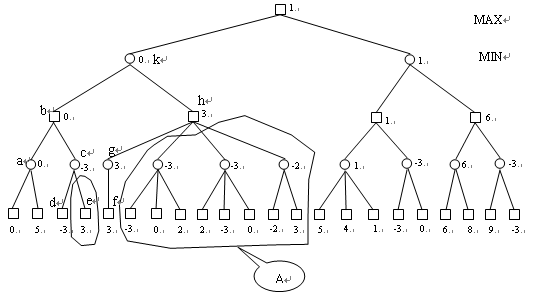 1.↵ MAX↵
0.↵ k↵ 1.↵ MIN↵
b↵ 0.↵ h↵ 3.↵ 1.↵ 6.↵
a↵ 0.↵ c↵ -3.↵ g↵ 3.↵ -3.↵ -3.↵ -2.↵ 1.↵ -3.↵ 6.↵ -3.↵
d↵ e↵ f↵
0.↵ 5.↵ -3.↵ 3.↵ 3.↵ -3.↵ 0.↵ 2.↵ 2.↵ -3.↵ 0.↵ -2.↵ 3.↵ 5.↵ 4.↵ 1.↵ -3.↵ 0.↵ 6.↵ 8.↵ 9.↵ -3.↵
A↵